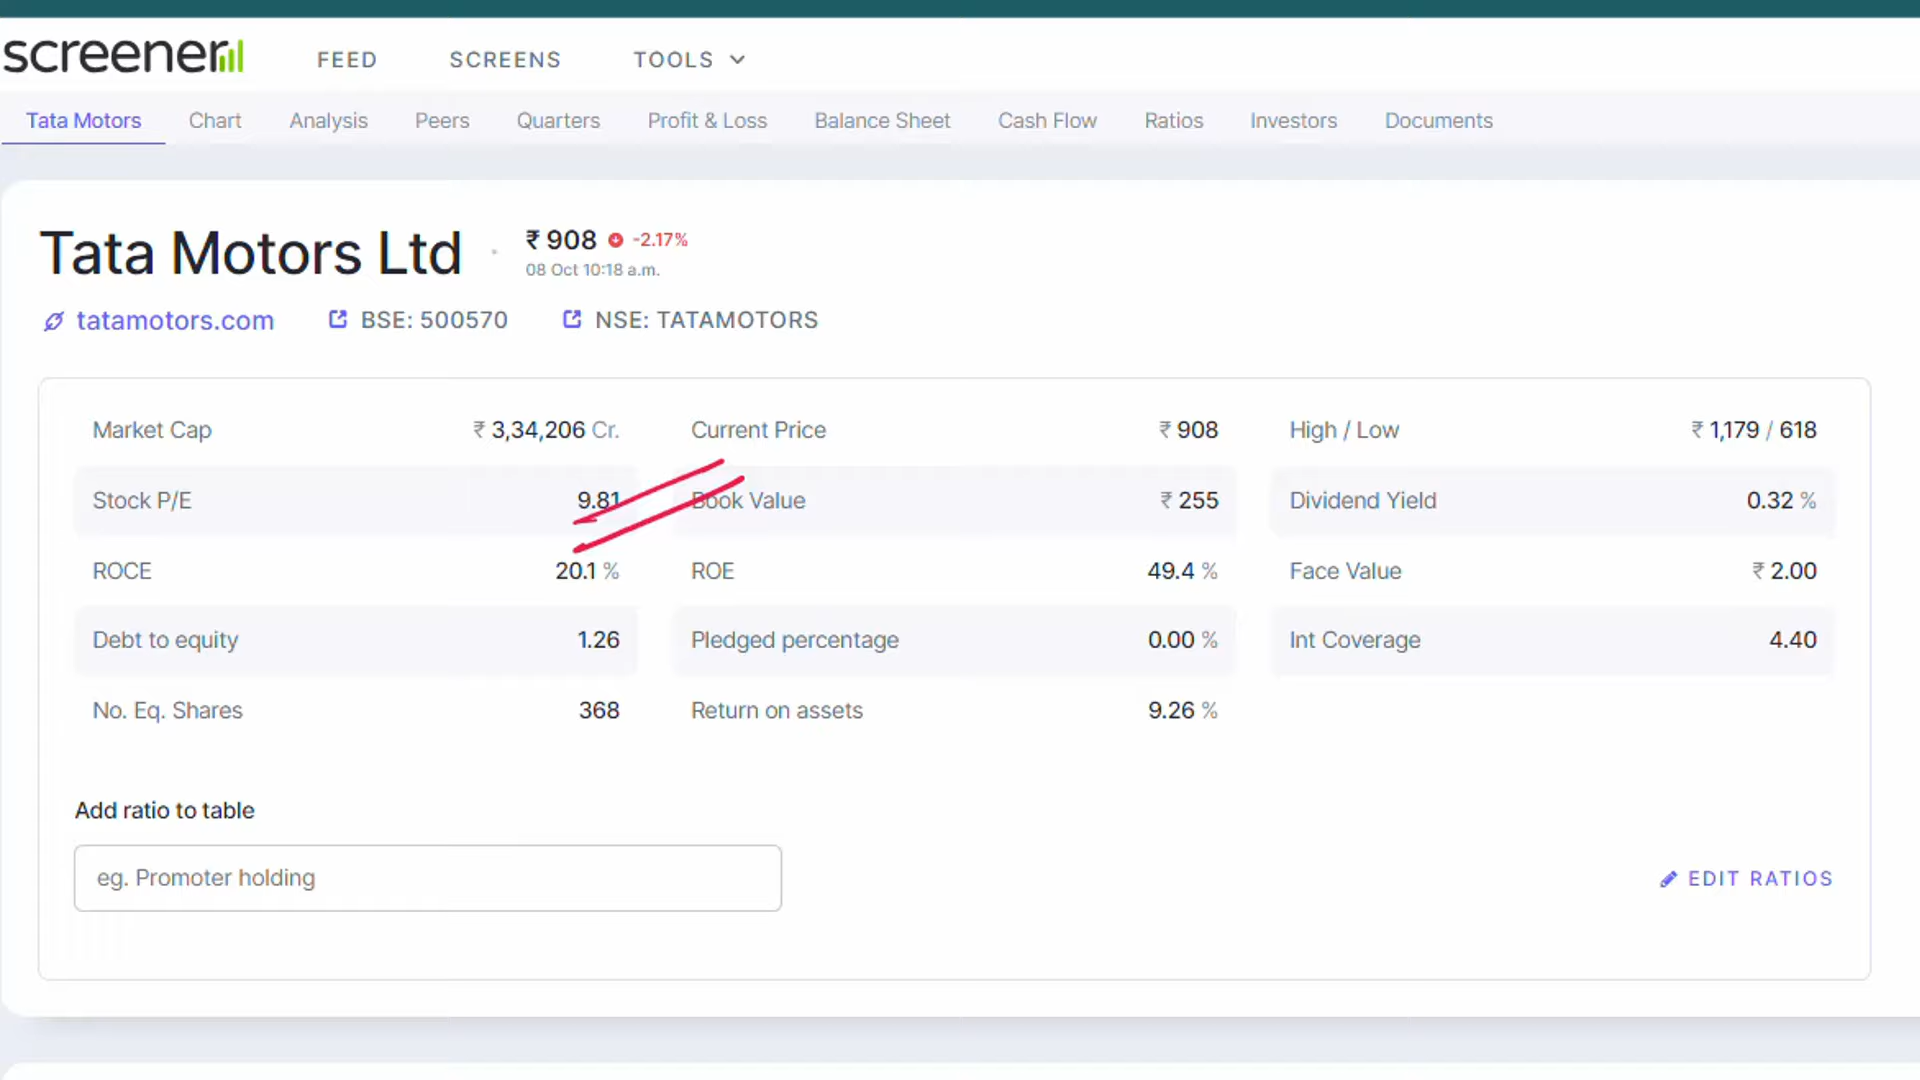 screener
FEED SCREENS TOOLS
Tata Motors Chart Analysis Peers Quarters Profit & Loss Balance Sheet Cash Flow Ratios Investors Documents
Tata Motors Ltd
₹ 908 -2.17%
08 Oct 10:18 a.m.
tatamotors.com BSE: 500570 NSE: TATAMOTORS
Market Cap ₹ 3,34,206 Cr. Current Price ₹ 908 High / Low ₹ 1,179 / 618
Stock P/E 9.81 Book Value ₹ 255 Dividend Yield 0.32 %
ROCE 20.1 % ROE 49.4 % Face Value ₹ 2.00
Debt to equity 1.26 Pledged percentage 0.00 % Int Coverage 4.40
No. Eq. Shares 368 Return on assets 9.26 %
Add ratio to table
eg. Promoter holding
EDIT RATIOS